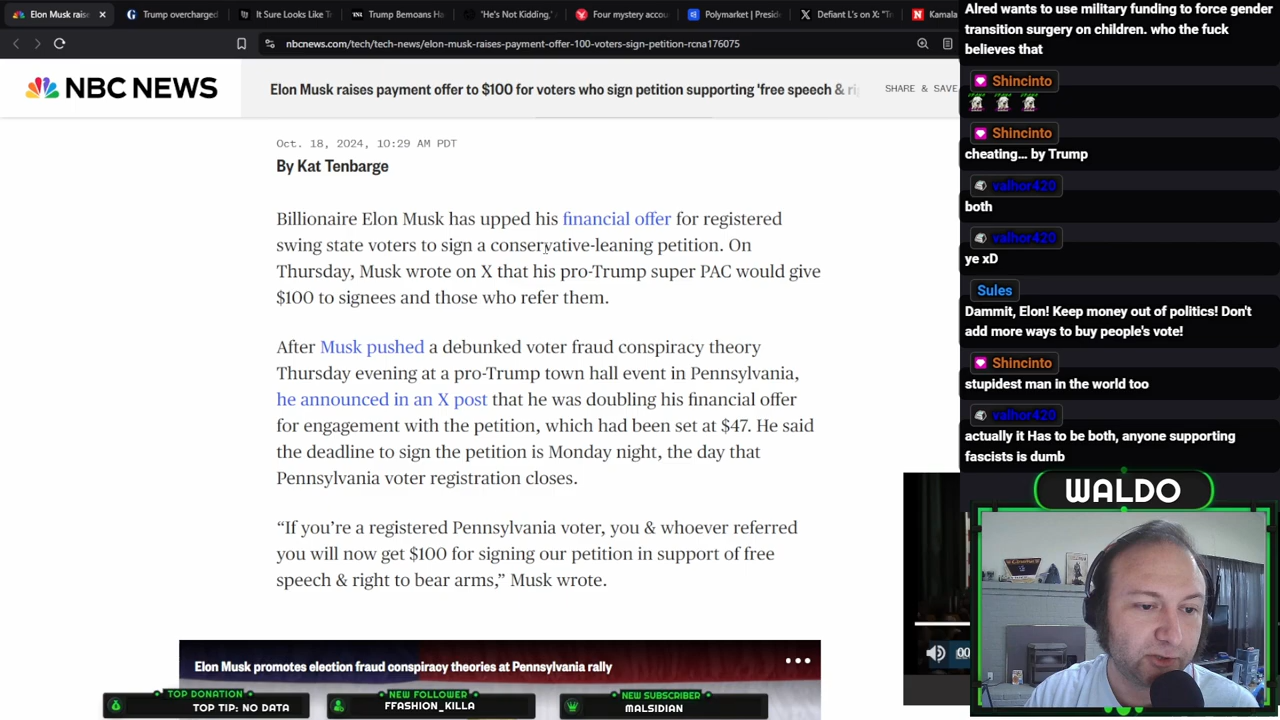 Elon Musk raise
Trump overcharged
It Sure Looks Like T
Trump Bemoans Ha
'He's Not Kidding,'
Four mystery accou
Polymarket | Preside
Defiant L's on X: "T
Kamala
nbcnews.com/tech/tech-news/elon-musk-raises-payment-offer-100-voters-sign-petition-rcna176075
NBC NEWS
Elon Musk raises payment offer to $100 for voters who sign petition supporting 'free speech & ri
SHARE & SAVE
Oct. 18, 2024, 10:29 AM PDT
By Kat Tenbarge
Billionaire Elon Musk has upped his financial offer for registered
swing state voters to sign a conservative-leaning petition. On
Thursday, Musk wrote on X that his pro-Trump super PAC would give
$100 to signees and those who refer them.
After Musk pushed a debunked voter fraud conspiracy theory
Thursday evening at a pro-Trump town hall event in Pennsylvania,
he announced in an X post that he was doubling his financial offer
for engagement with the petition, which had been set at $47. He said
the deadline to sign the petition is Monday night, the day that
Pennsylvania voter registration closes.
“If you’re a registered Pennsylvania voter, you & whoever referred
you will now get $100 for signing our petition in support of free
speech & right to bear arms,” Musk wrote.
Elon Musk promotes election fraud conspiracy theories at Pennsylvania rally
TOP DONATION
TOP TIP: NO DATA
NEW FOLLOWER
FFASHION_KILLA
NEW SUBSCRIBER
MALSIDIAN
Alred wants to use military funding to force gender
transition surgery on children. who the fuck
believes that
Shincinto
Shincinto
cheating... by Trump
valhor420
both
valhor420
ye xD
Sules
Dammit, Elon! Keep money out of politics! Don't
add more ways to buy people's vote!
Shincinto
stupidest man in the world too
valhor420
actually it Has to be both, anyone supporting
fascists is dumb
WALDO
00